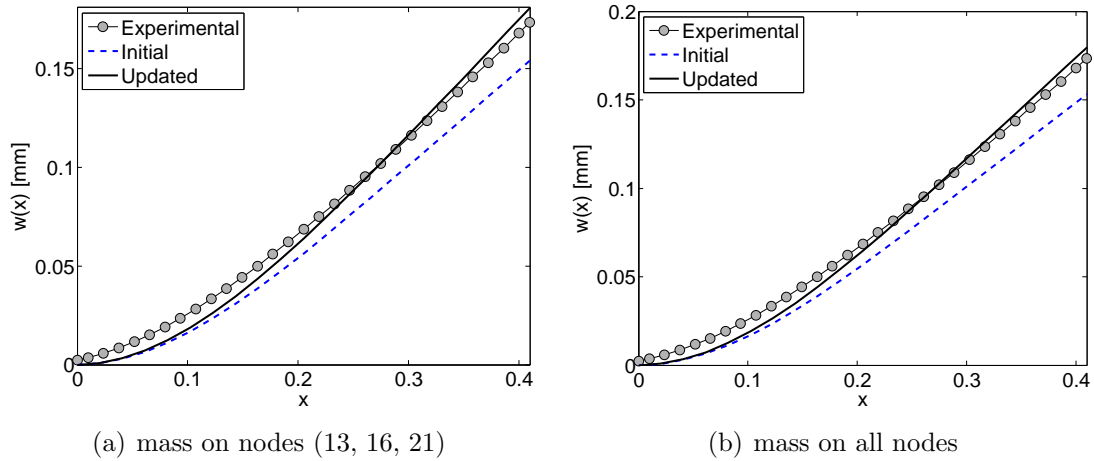 Experimental
Initial
Updated
0.15
0.1
0.05
0
w(x) [mm]
0
0.1
0.2
0.3
0.4
x
(a) mass on nodes (13, 16, 21)
Experimental
Initial
Updated
0.2
0.15
0.1
0.05
0
w(x) [mm]
0
0.1
0.2
0.3
0.4
x
(b) mass on all nodes